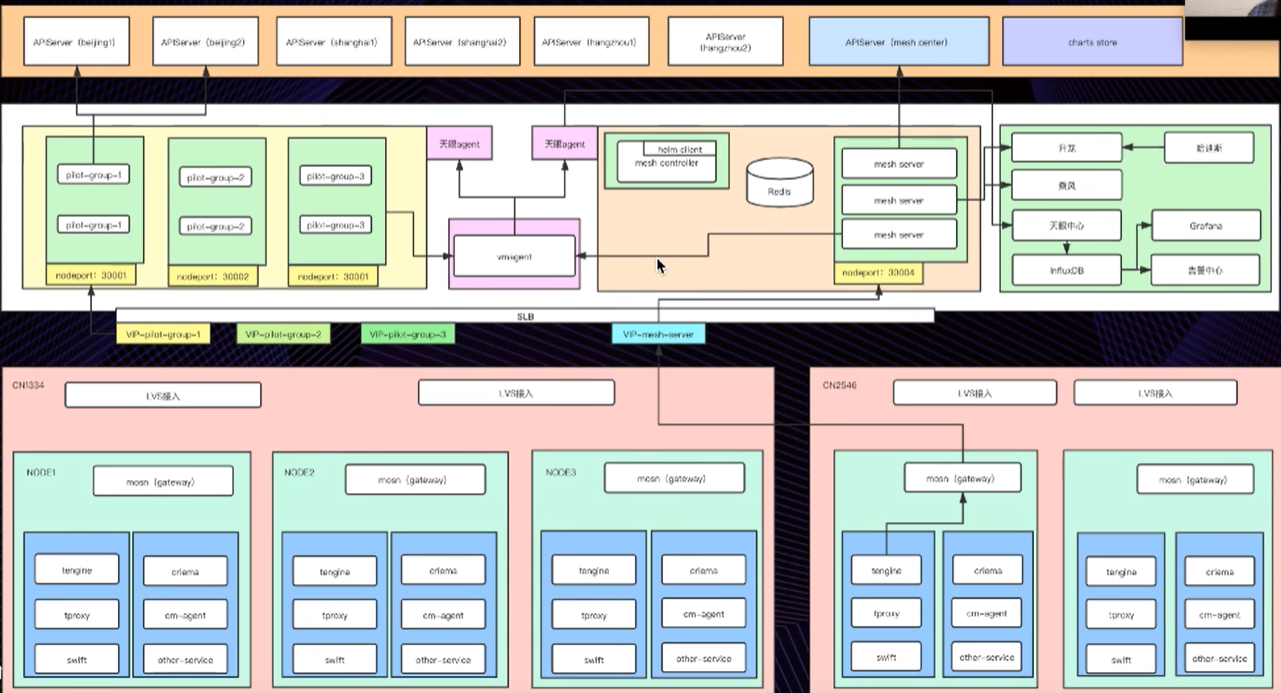 APIServer (beijing1)
APIServer (beijing2)
APIServer (shanghai1)
APIServer (shanghai2)
APIServer (hangzhou1)
APIServer
(hangzhou2)
APIServer (mesh center)
charts store
pilot-group-1
pilot-group-1
nodeport: 30001
pilot-group-2
pilot-group-2
nodeport: 30002
pilot-group-3
pilot-group-3
nodeport: 30001
天眼agent
天眼agent
vmagent
helm client
mesh controller
Redis
mesh server
mesh server
mesh server
nodeport: 30004
升龙
哈迪斯
乘风
天眼中心
Grafana
InfluxDB
告警中心
SLB
VIP-pilot-group-1
VIP-pilot-group-2
VIP-pilot-group-3
VIP-mesh-server
CN1334
LVS接入
LVS接入
NODE1
mosn (gateway)
tengine
criema
tproxy
cm-agent
swift
other-service
NODE2
mosn (gateway)
tengine
criema
tproxy
cm-agent
swift
other-service
NODE3
mosn (gateway)
tengine
criema
tproxy
cm-agent
swift
other-service
CN2546
LVS接入
LVS接入
mosn (gateway)
tengine
criema
tproxy
cm-agent
swift
other-service
mosn (gateway)
tengine
criema
tproxy
cm-agent
swift
other-service